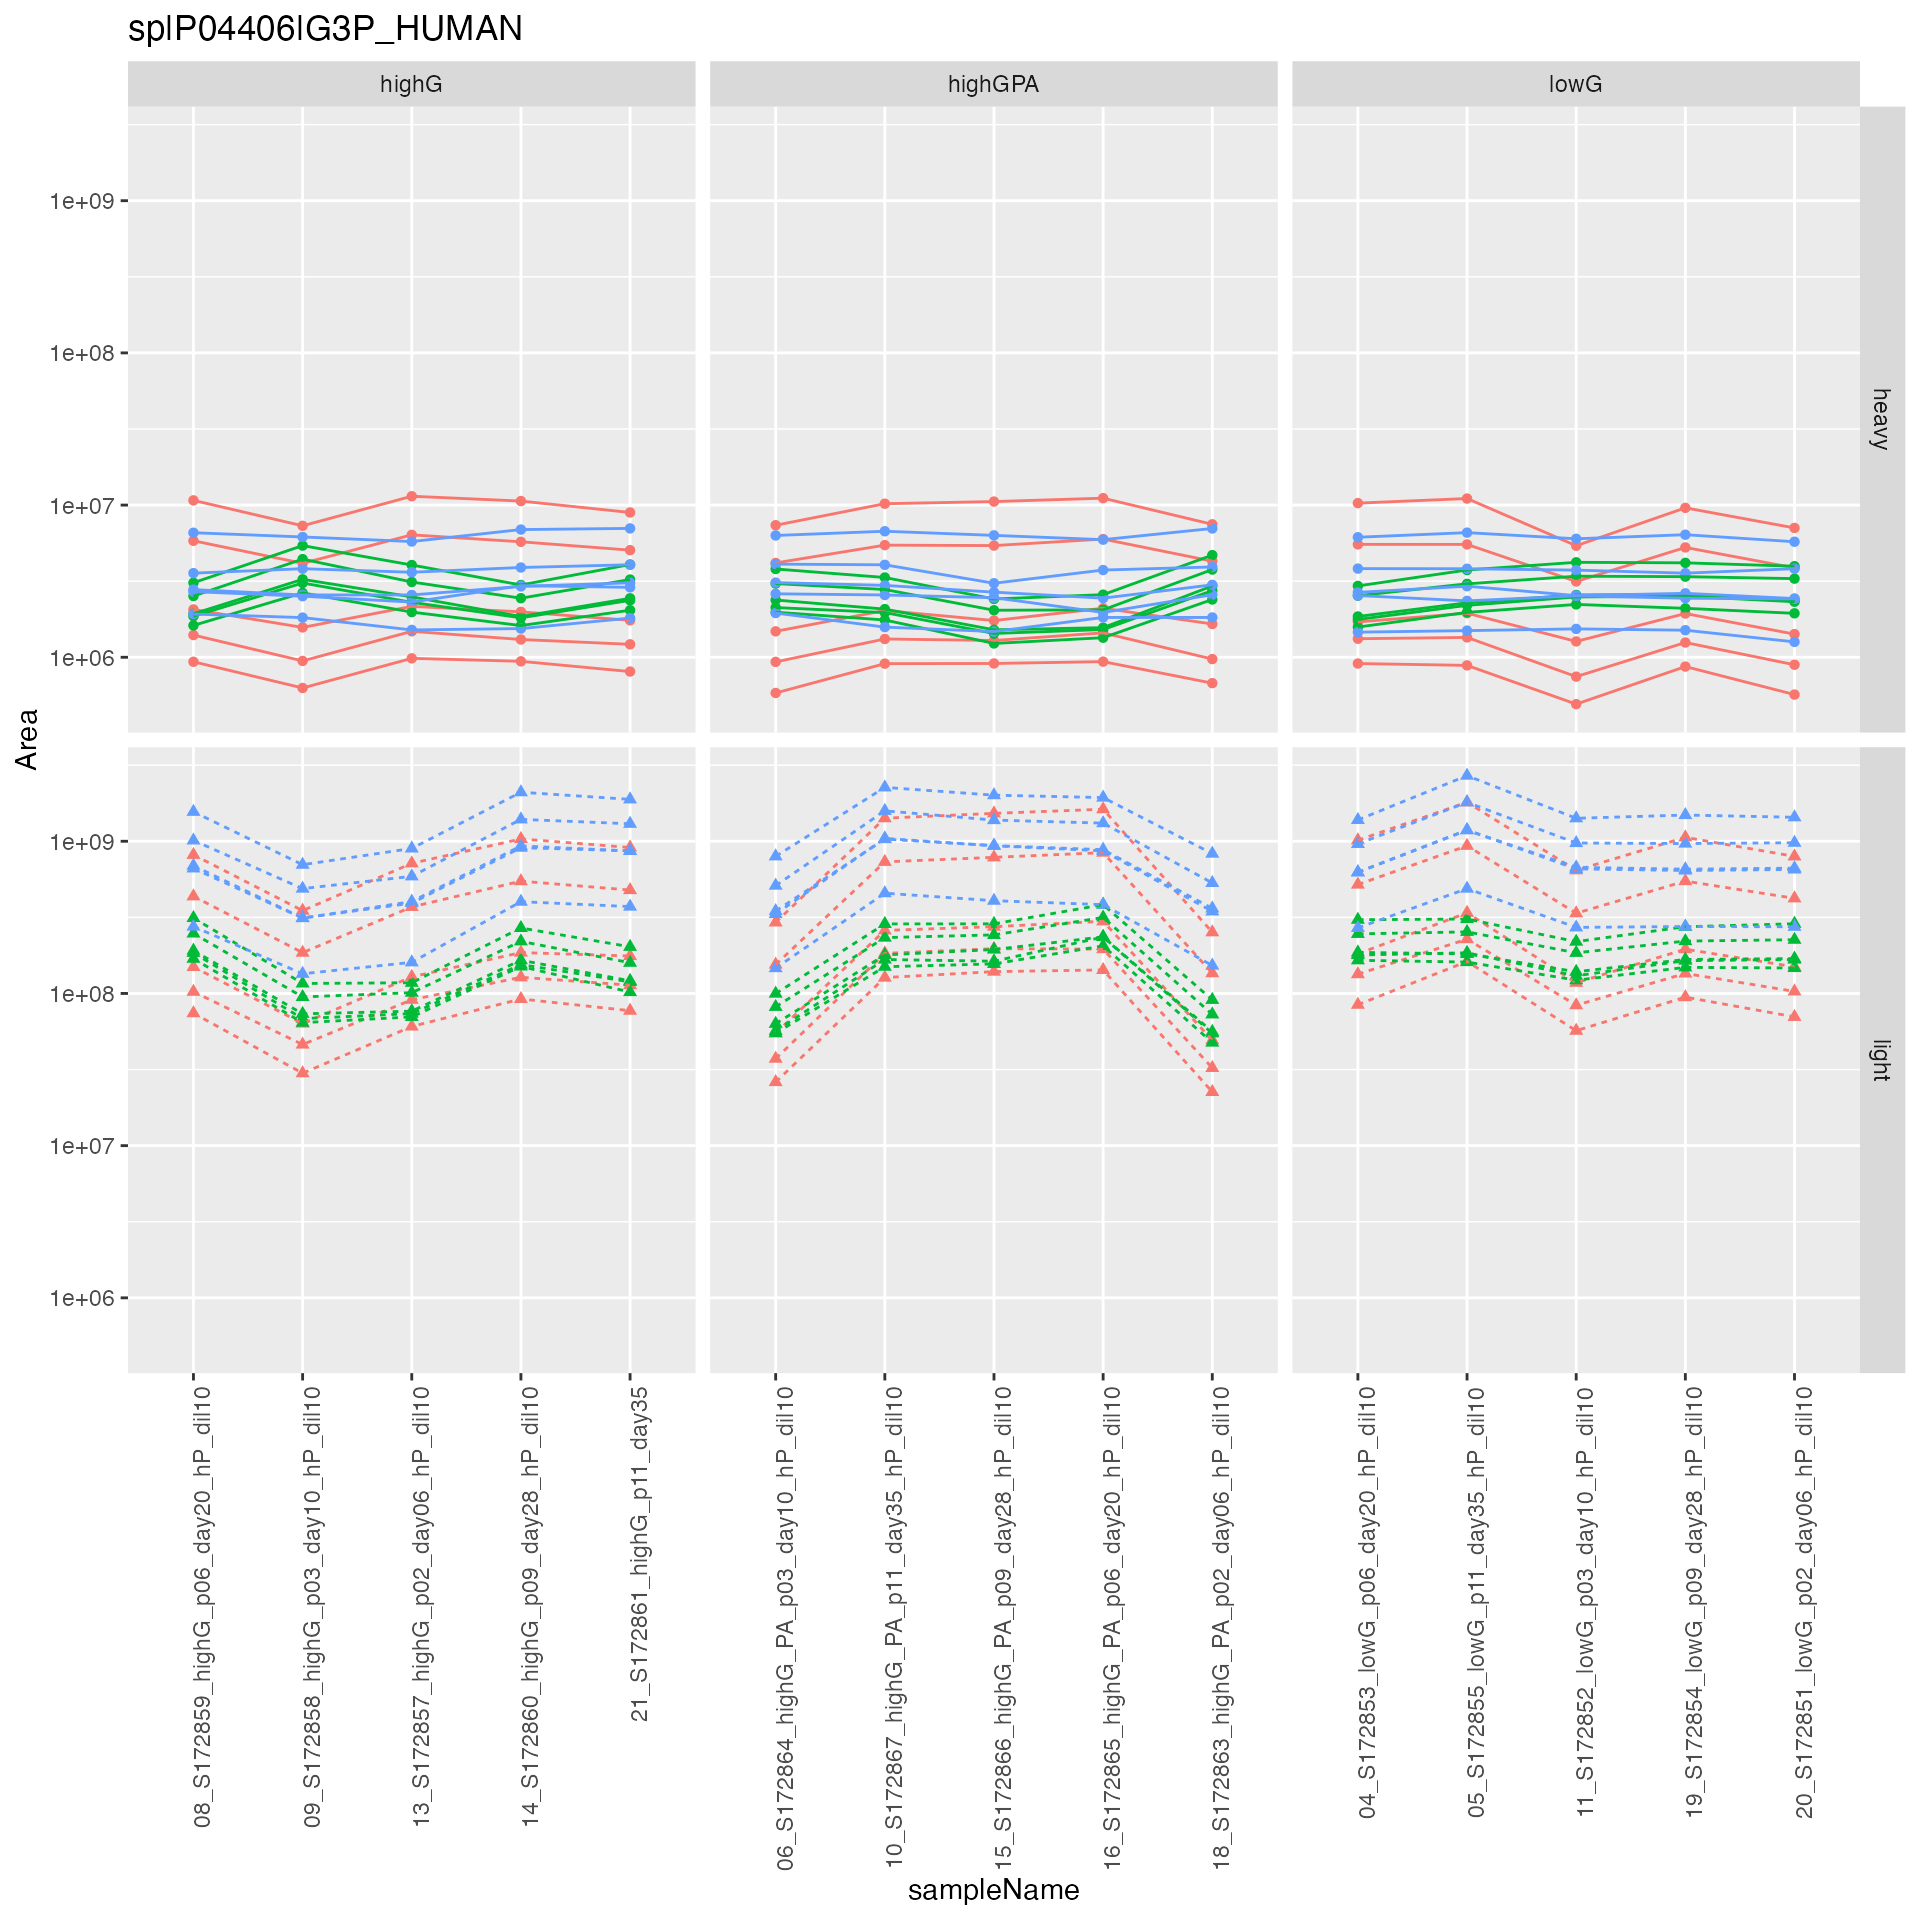 sp|P04406|G3P_HUMAN
highG
highGPA
lowG
heavy
light
Area
1e+09
1e+08
1e+07
1e+06
1e+09
1e+08
1e+07
1e+06
08_S172859_highG_p06_day20_hP_dil10
09_S172858_highG_p03_day10_hP_dil10
13_S172857_highG_p02_day06_hP_dil10
14_S172860_highG_p09_day28_hP_dil10
21_S172861_highG_p11_day35
06_S172864_highG_PA_p03_day10_hP_dil10
10_S172867_highG_PA_p11_day35_hP_dil10
15_S172866_highG_PA_p09_day28_hP_dil10
16_S172865_highG_PA_p06_day20_hP_dil10
18_S172863_highG_PA_p02_day06_hP_dil10
04_S172853_lowG_p06_day20_hP_dil10
05_S172855_lowG_p11_day35_hP_dil10
11_S172852_lowG_p03_day10_hP_dil10
19_S172854_lowG_p09_day28_hP_dil10
20_S172851_lowG_p02_day06_hP_dil10
sampleName